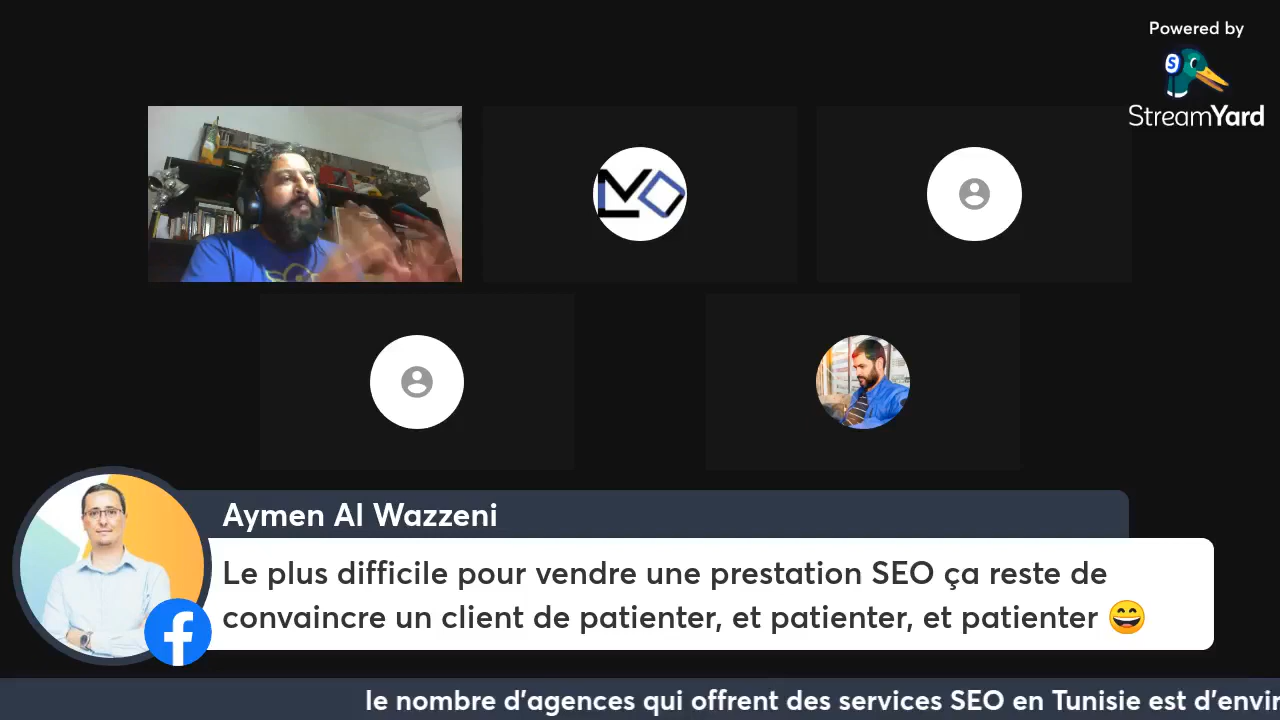 Powered by
S
StreamYard
Aymen Al Wazzeni
Le plus difficile pour vendre une prestation SEO ça reste de
convaincre un client de patienter, et patienter, et patienter 😄
le nombre d'agences qui offrent des services SEO en Tunisie est d'envir